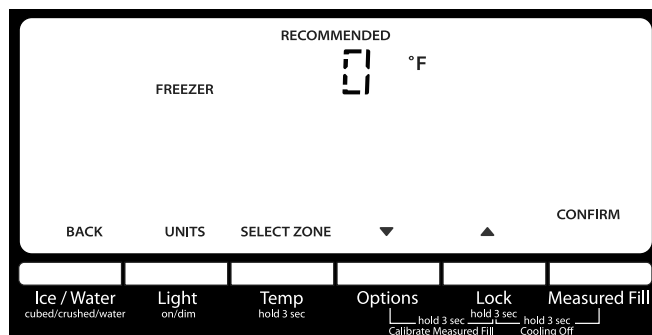 RECOMMENDED
0 °F
FREEZER
CONFIRM
BACK UNITS SELECT ZONE ▼ ▲
Ice / Water Light Temp Options Lock Measured Fill
cubed/crushed/water on/dim hold 3 sec hold 3 sec
hold 3 sec hold 3 sec
Calibrate Measured Fill Cooling Off